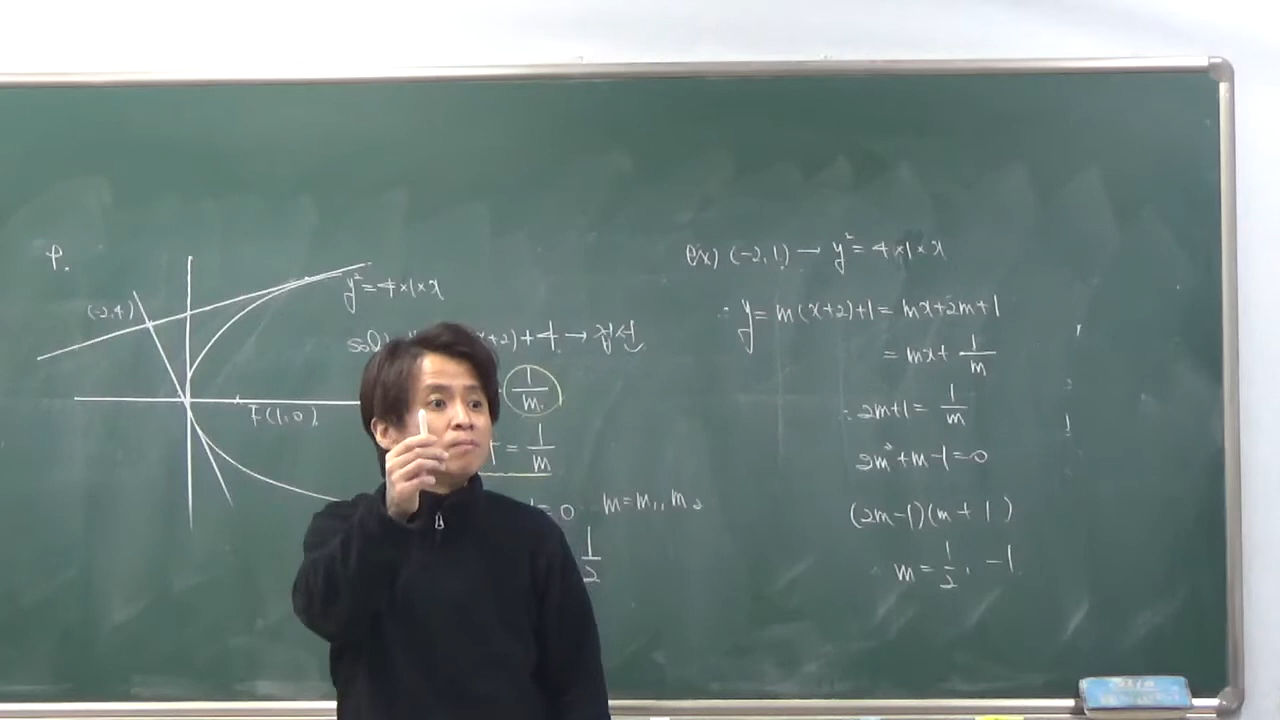 P.
(-2,4)
y²=4×1×x
F(1,0)
sol) +2)+4 → 접선
1/m
= 1/m
=0 m=m₁, m₂
1/2
ex) (-2,1) → y²=4×1×x
∴ y=m(x+2)+1=mx+2m+1
=mx+1/m
∴ 2m+1=1/m
2m²+m-1=0
(2m-1)(m+1)
∴ m=1/2, -1